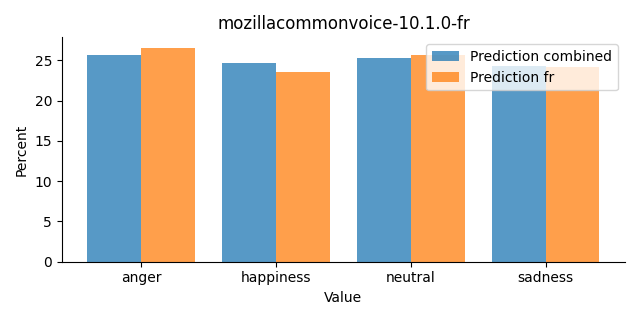 mozillacommonvoice-10.1.0-fr
Prediction combined
Prediction fr
Percent
25
20
15
10
5
0
anger happiness neutral sadness
Value